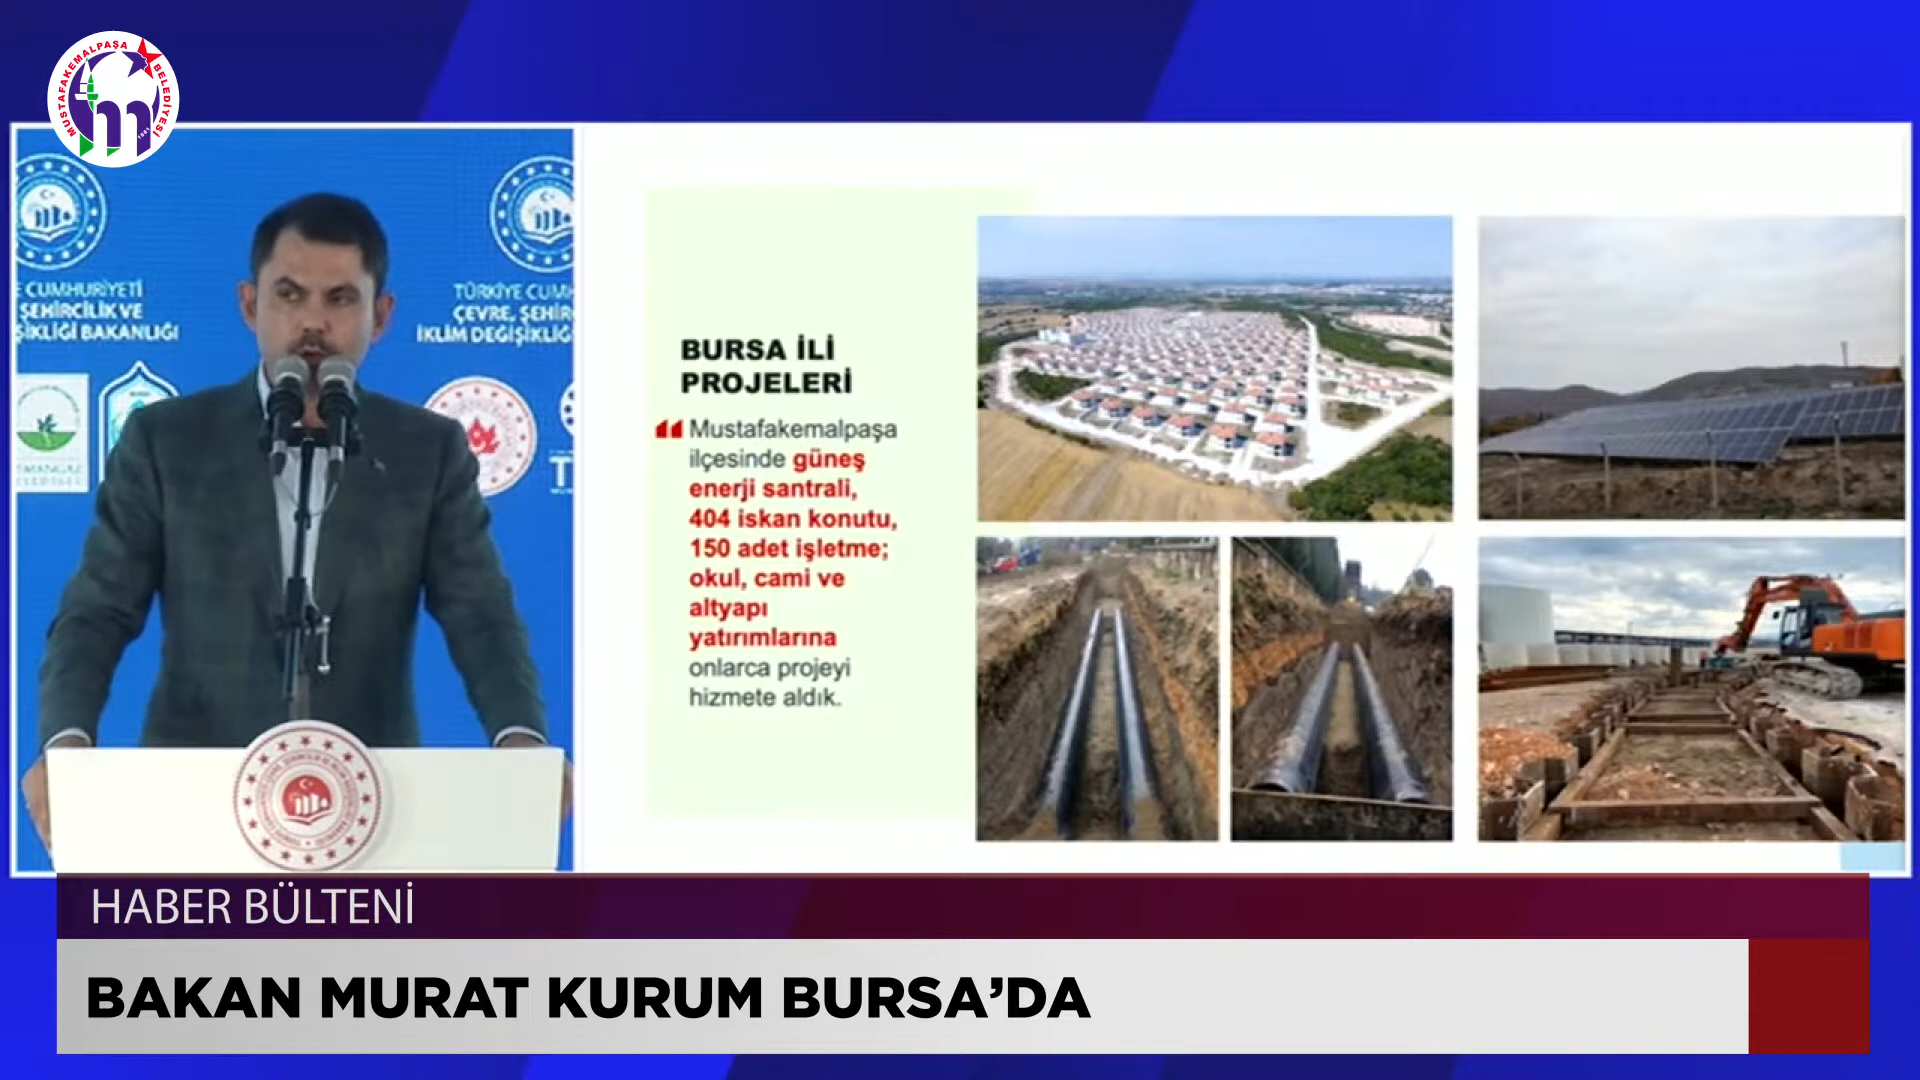 MUSTAFAKEMALPAŞA BELEDİYESİ
CUMHURİYETİ
ŞEHİRCİLİK VE
BAKANLIĞI
TÜRKİYE CUM
ÇEVRE, ŞEHİR
İKLİM DEĞİŞİKLİĞ
BURSA İLİ
PROJELERİ
Mustafakemalpaşa
ilçesinde güneş
enerji santrali,
404 iskan konutu,
150 adet işletme;
okul, cami ve
altyapı
yatırımlarına
onlarca projeyi
hizmete aldık.
HABER BÜLTENİ
BAKAN MURAT KURUM BURSA’DA